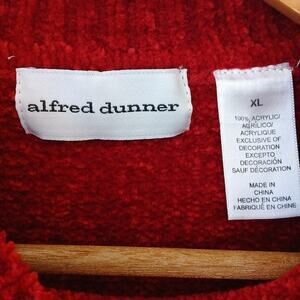 alfred dunner
XL
100% ACRYLIC/
ACRÍLICO/
ACRYLIQUE
EXCLUSIVE OF
DECORATION
EXCEPTO
DECORACIÓN
SAUF DÉCORATION
MADE IN
CHINA
HECHO EN CHINA
FABRIQUÉ EN CHINE